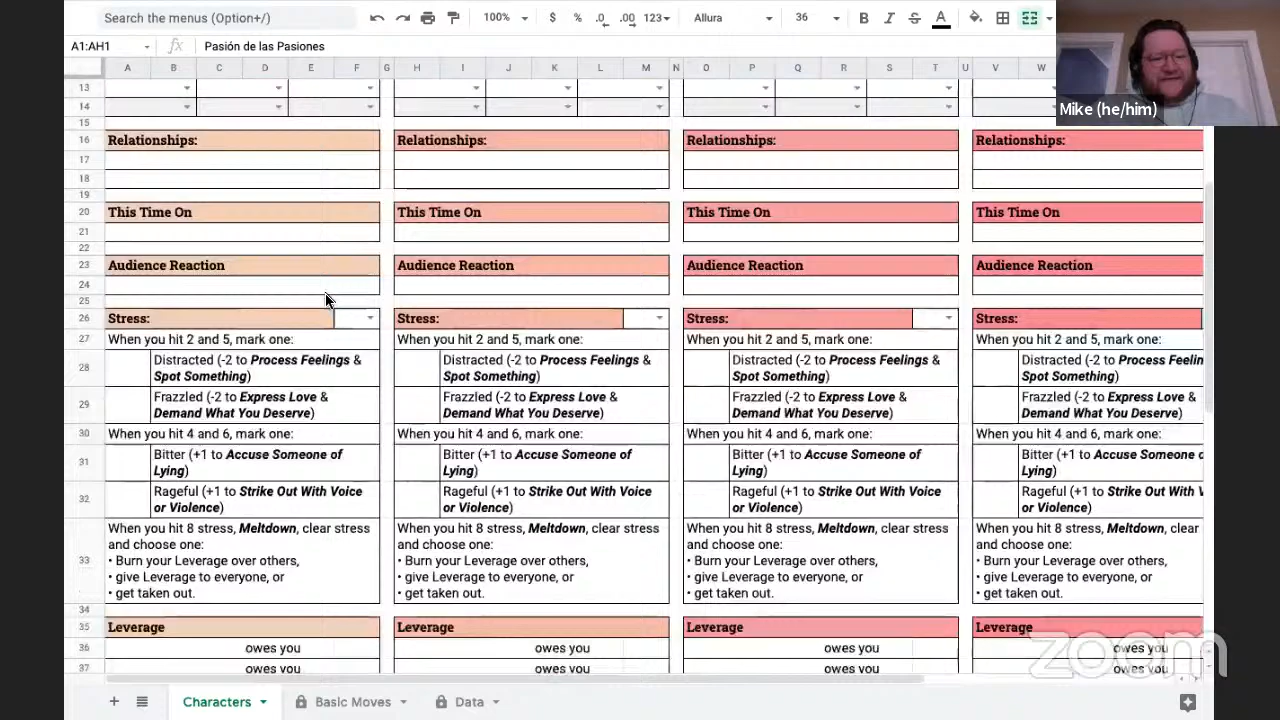 Search the menus (Option+/)
100%
$ % .0 .00 123
Allura
36
B I S A
A1:AH1
fx
Pasión de las Pasiones
Mike (he/him)
A B C D E F G H I J K L M N O P Q R S T U V W
13
14
15
16 Relationships: Relationships: Relationships: Relationships:
17
18
19
20 This Time On This Time On This Time On This Time On
21
22
23 Audience Reaction Audience Reaction Audience Reaction Audience Reaction
24
25
26 Stress: Stress: Stress: Stress:
27 When you hit 2 and 5, mark one: When you hit 2 and 5, mark one: When you hit 2 and 5, mark one: When you hit 2 and 5, mark one:
28 Distracted (-2 to Process Feelings & Distracted (-2 to Process Feelings & Distracted (-2 to Process Feelings & Distracted (-2 to Process Feelin
Spot Something) Spot Something) Spot Something) Spot Something)
29 Frazzled (-2 to Express Love & Frazzled (-2 to Express Love & Frazzled (-2 to Express Love & Frazzled (-2 to Express Love &
Demand What You Deserve) Demand What You Deserve) Demand What You Deserve) Demand What You Deserve)
30 When you hit 4 and 6, mark one: When you hit 4 and 6, mark one: When you hit 4 and 6, mark one: When you hit 4 and 6, mark one:
31 Bitter (+1 to Accuse Someone of Bitter (+1 to Accuse Someone of Bitter (+1 to Accuse Someone of Bitter (+1 to Accuse Someone o
Lying) Lying) Lying) Lying)
32 Rageful (+1 to Strike Out With Voice Rageful (+1 to Strike Out With Voice Rageful (+1 to Strike Out With Voice Rageful (+1 to Strike Out With V
or Violence) or Violence) or Violence) or Violence)
33 When you hit 8 stress, Meltdown, clear stress When you hit 8 stress, Meltdown, clear stress When you hit 8 stress, Meltdown, clear stress When you hit 8 stress, Meltdown, clear
and choose one: and choose one: and choose one: and choose one:
• Burn your Leverage over others, • Burn your Leverage over others, • Burn your Leverage over others, • Burn your Leverage over others,
• give Leverage to everyone, or • give Leverage to everyone, or • give Leverage to everyone, or • give Leverage to everyone, or
• get taken out. • get taken out. • get taken out. • get taken out.
34
35 Leverage Leverage Leverage Leverage
36 owes you owes you owes you owes you
37 owes you owes you owes you owes you
zoom
Characters Basic Moves Data